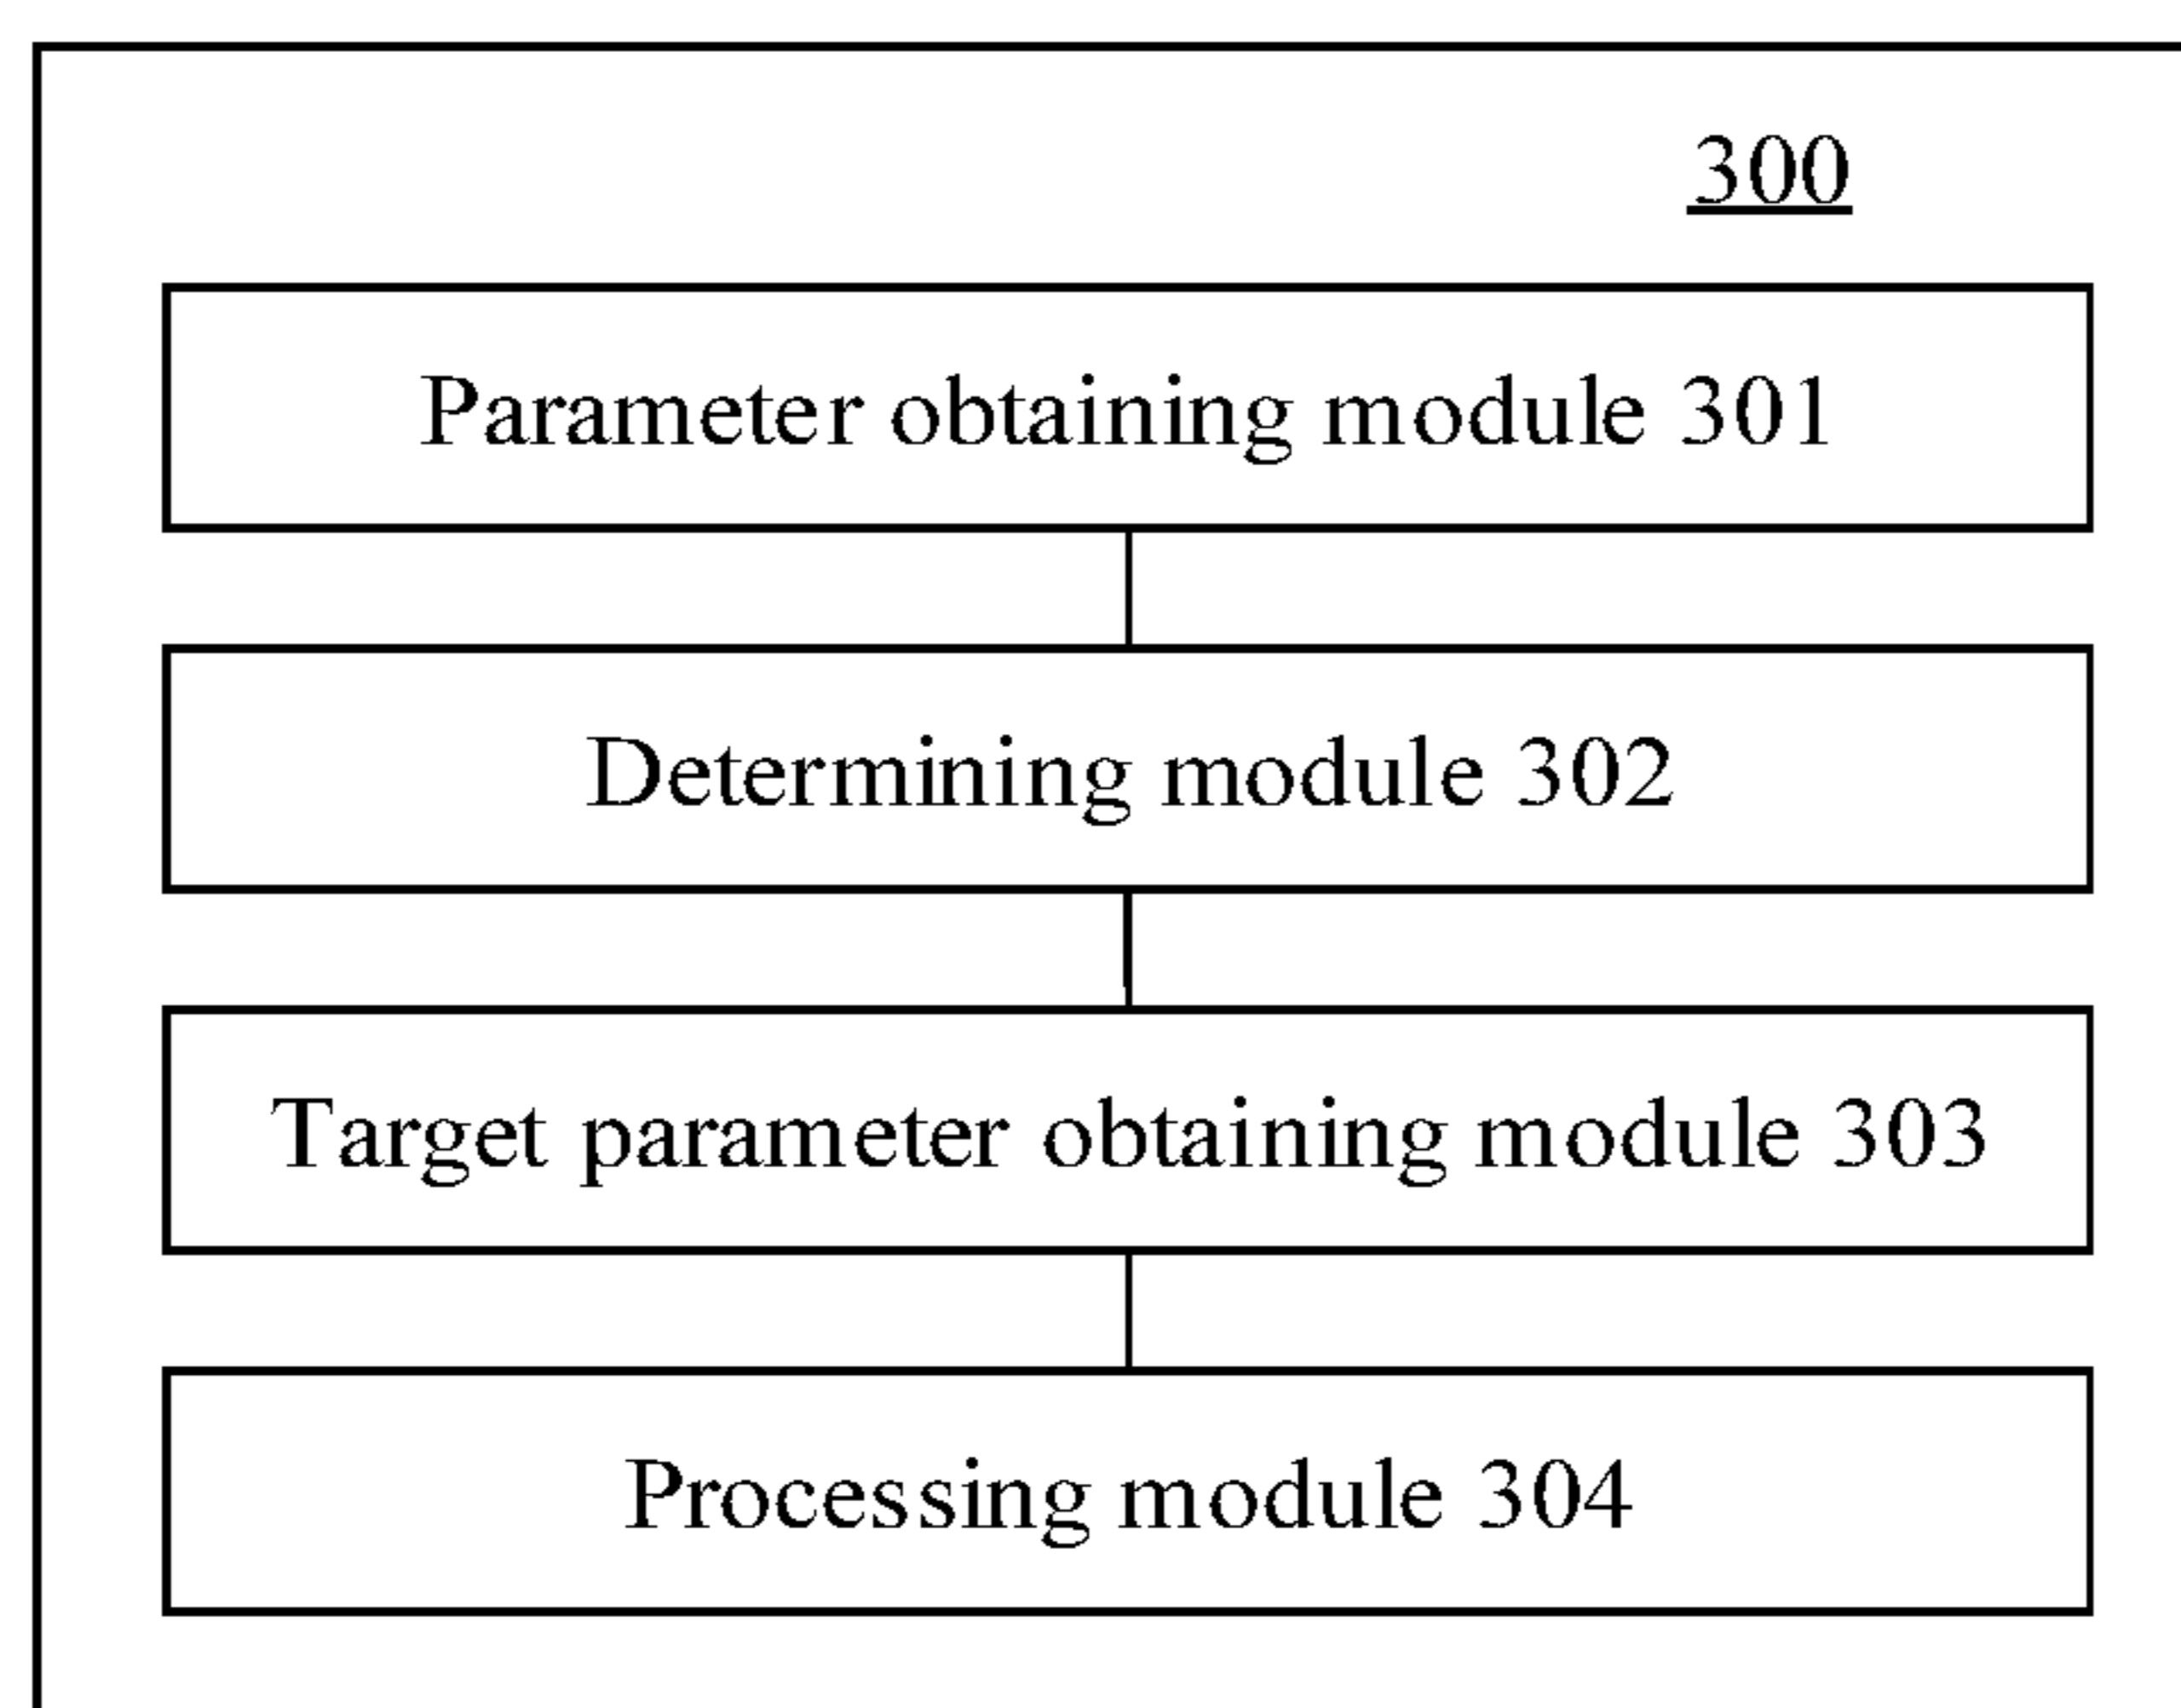 300
Parameter obtaining module 301
Determining module 302
Target parameter obtaining module 303
Processing module 304